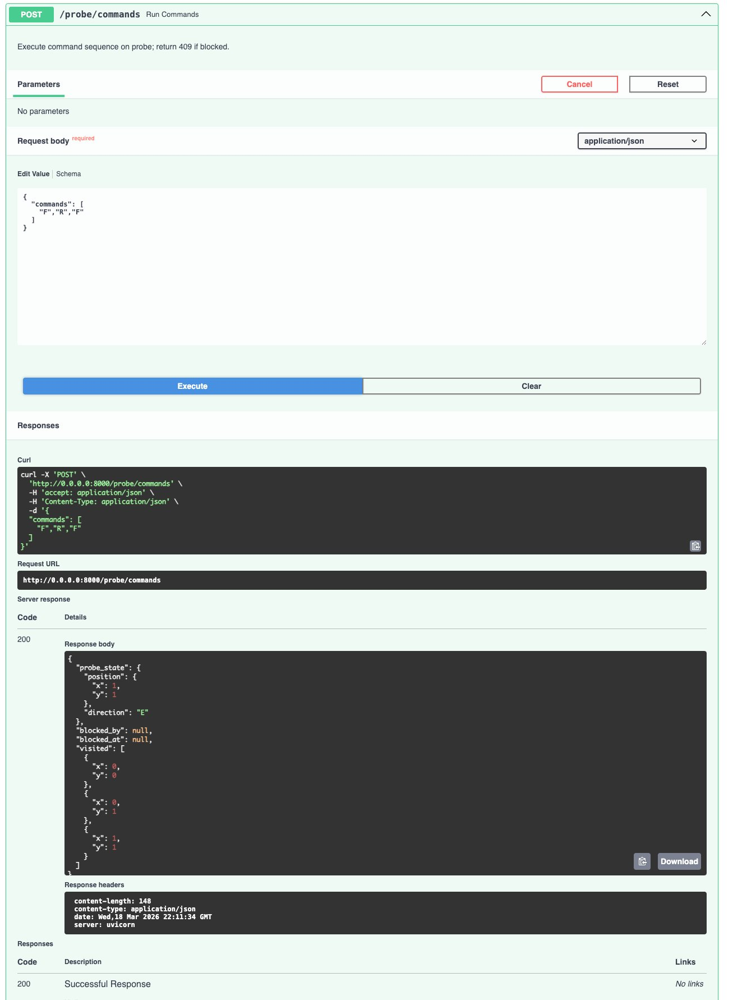 POST /probe/commands Run Commands
Execute command sequence on probe; return 409 if blocked.
Parameters
Cancel
Reset
No parameters
Request body required
application/json
Edit Value Schema
{
  "commands": [
    "F","R","F"
  ]
}
Execute
Clear
Responses
Curl
curl -X 'POST' \
  'http://0.0.0.0:8000/probe/commands' \
  -H 'accept: application/json' \
  -H 'Content-Type: application/json' \
  -d '{
  "commands": [
    "F","R","F"
  ]
}'
Request URL
http://0.0.0.0:8000/probe/commands
Server response
Code Details
200
Response body
{
  "probe_state": {
    "position": {
      "x": 1,
      "y": 1
    },
    "direction": "E"
  },
  "blocked_by": null,
  "blocked_at": null,
  "visited": [
    {
      "x": 0,
      "y": 0
    },
    {
      "x": 0,
      "y": 1
    },
    {
      "x": 1,
      "y": 1
    }
  ]
}
Download
Response headers
content-length: 148
content-type: application/json
date: Wed,18 Mar 2026 22:11:34 GMT
server: uvicorn
Responses
Code Description Links
200 Successful Response No links